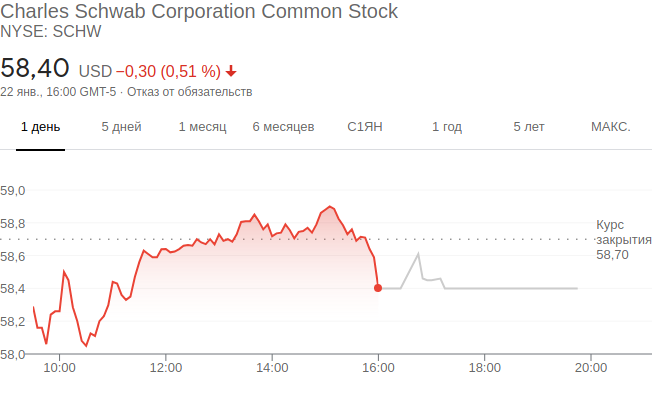 Charles Schwab Corporation Common Stock
NYSE: SCHW
58,40 USD −0,30 (0,51 %)
22 янв., 16:00 GMT-5 · Отказ от обязательств
1 день 5 дней 1 месяц 6 месяцев С1ЯН 1 год 5 лет МАКС.
59,0
58,8
58,6
58,4
58,2
58,0
Курс
закрытия
58,70
10:00 12:00 14:00 16:00 18:00 20:00